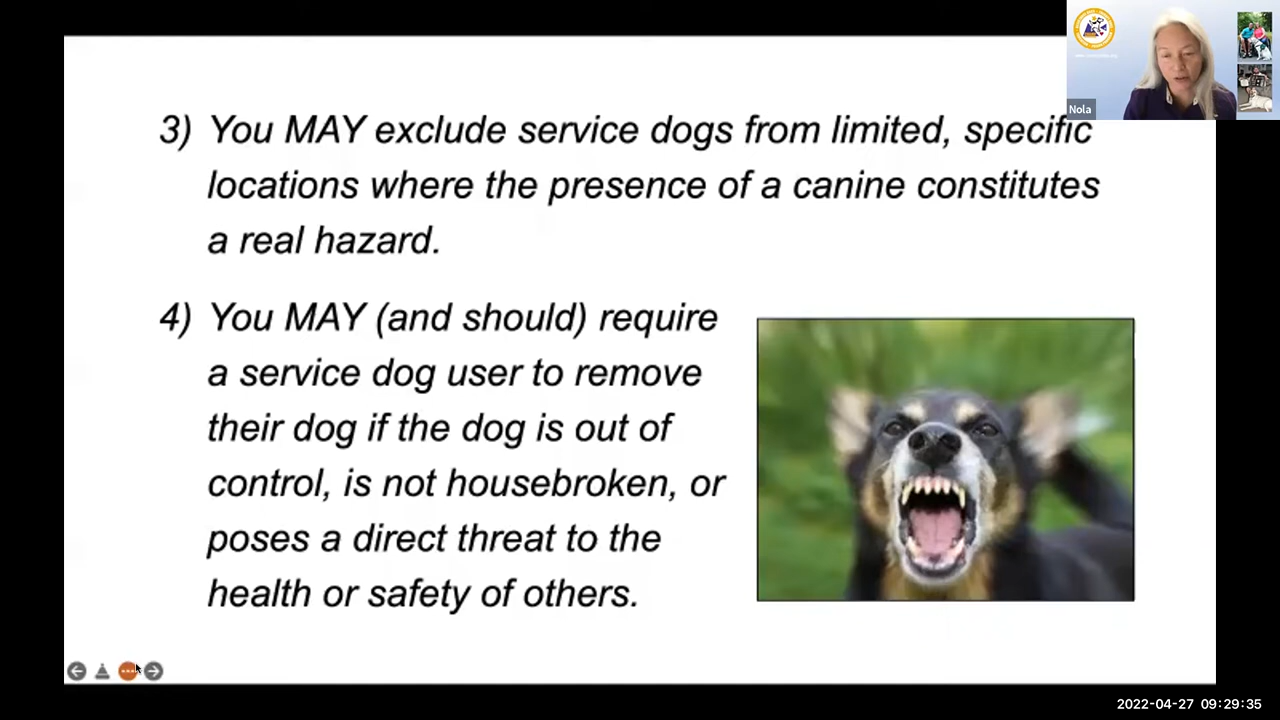 3) You MAY exclude service dogs from limited, specific
locations where the presence of a canine constitutes
a real hazard.
4) You MAY (and should) require
a service dog user to remove
their dog if the dog is out of
control, is not housebroken, or
poses a direct threat to the
health or safety of others.
Nola
2022-04-27 09:29:35